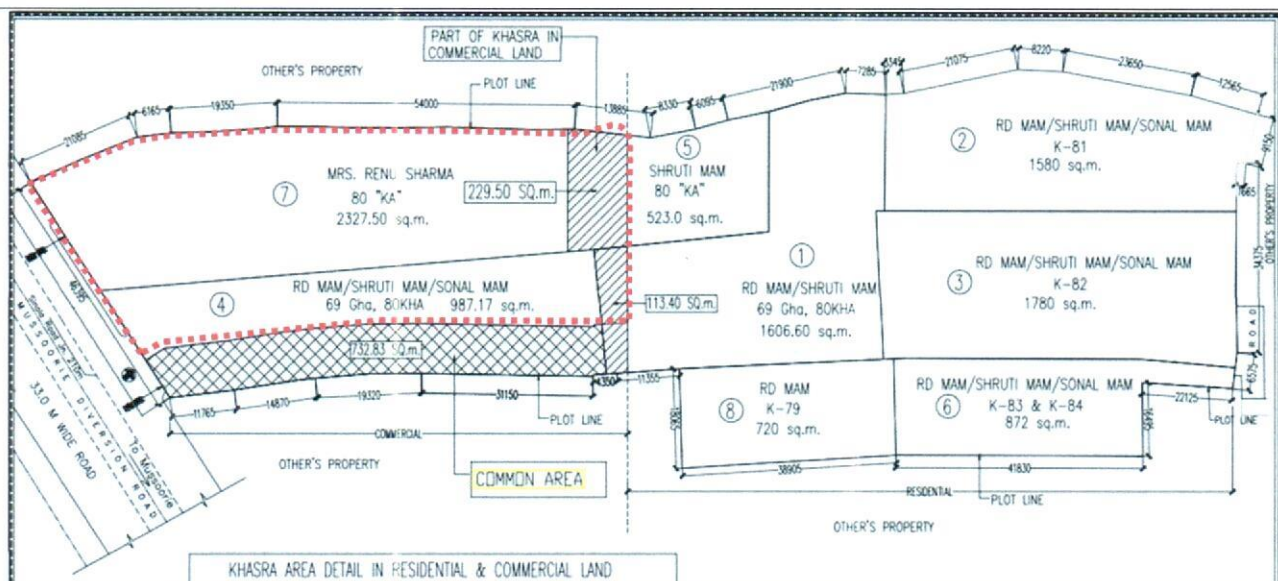 PART OF KHASRA IN
COMMERCIAL LAND
OTHER'S PROPERTY
PLOT LINE
21085
6165
19350
54000
13885
8330
6095
21900
7285
6345
21075
8220
23650
12565
9150
1665
34375
OTHER'S PROPERTY
ROAD
6575
7
MRS. RENU SHARMA
80 "KA"
2327.50 sq.m.
229.50 SQ.m.
5
SHRUTI MAM
80 "KA"
523.0 sq.m.
2
RD MAM/SHRUTI MAM/SONAL MAM
K-81
1580 sq.m.
1
RD MAM/SHRUTI MAM
69 Gha, 80KHA
1606.60 sq.m.
3
RD MAM/SHRUTI MAM/SONAL MAM
K-82
1780 sq.m.
4
RD MAM/SHRUTI MAM/SONAL MAM
69 Gha, 80KHA 987.17 sq.m.
113.40 SQ.m.
732.83 SQ.m.
46395
MUSSOORIE DIVERSION ROAD
33.0 M WIDE ROAD
To Mussoorie
11765
14870
19320
31150
4350
11355
PLOT LINE
COMMERCIAL
OTHER'S PROPERTY
COMMON AREA
8
RD MAM
K-79
720 sq.m.
38905
6
RD MAM/SHRUTI MAM/SONAL MAM
K-83 & K-84
872 sq.m.
41830
22125
PLOT LINE
RESIDENTIAL
PLOT LINE
OTHER'S PROPERTY
KHASRA AREA DETAIL IN RESIDENTIAL & COMMERCIAL LAND